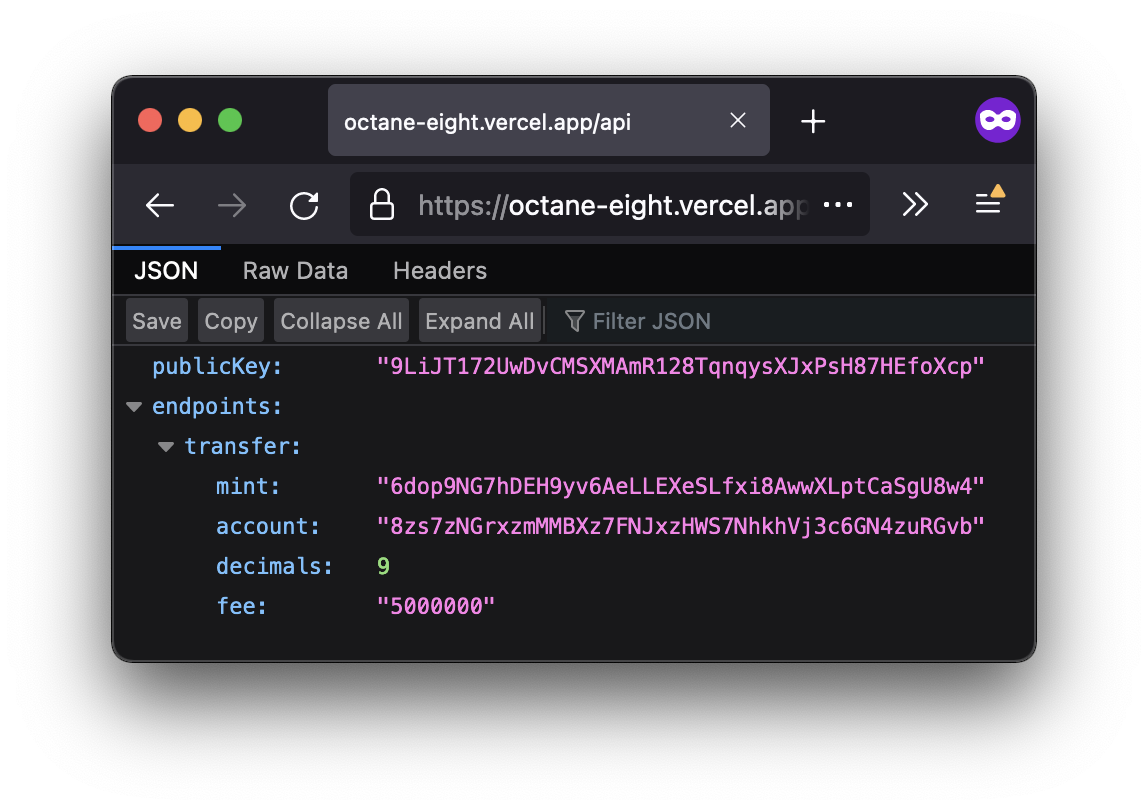 octane-eight.vercel.app/api
https://octane-eight.vercel.app
JSON Raw Data Headers
Save Copy Collapse All Expand All Filter JSON
publicKey: "9LiJT172UwDvCMSXMAmR128TqnqysXJxPsH87HEfoXcp"
endpoints:
transfer:
mint: "6dop9NG7hDEH9yv6AeLLEXeSLfxi8AwwXLptCaSgU8w4"
account: "8zs7zNGrxzmMMBXz7FNJxzHWS7NhkhVj3c6GN4zuRGvb"
decimals: 9
fee: "5000000"